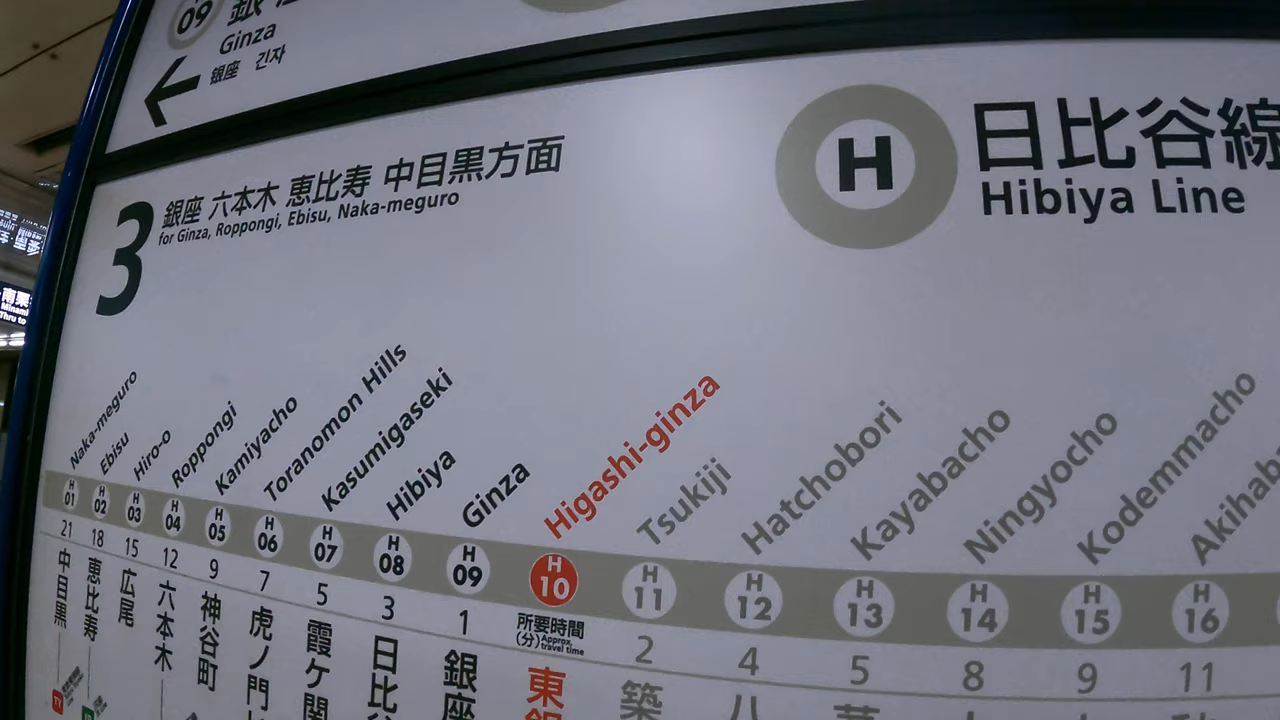 09
Ginza
銀座 긴자
3
銀座 六本木 恵比寿 中目黒方面
for Ginza, Roppongi, Ebisu, Naka-meguro
H
日比谷線
Hibiya Line
Naka-meguro
Ebisu
Hiro-o
Roppongi
Kamiyacho
Toranomon Hills
Kasumigaseki
Hibiya
Ginza
Higashi-ginza
Tsukiji
Hatchobori
Kayabacho
Ningyocho
Kodemmacho
H 01
H 02
H 03
H 04
H 05
H 06
H 07
H 08
H 09
H 10
H 11
H 12
H 13
H 14
H 15
H 16
21
18
15
12
9
7
5
3
1
所要時間
(分) Approx. travel time
2
4
5
8
9
11
中目黒
恵比寿
広尾
六本木
神谷町
虎ノ門
霞ケ関
日比
銀座
東
築
八